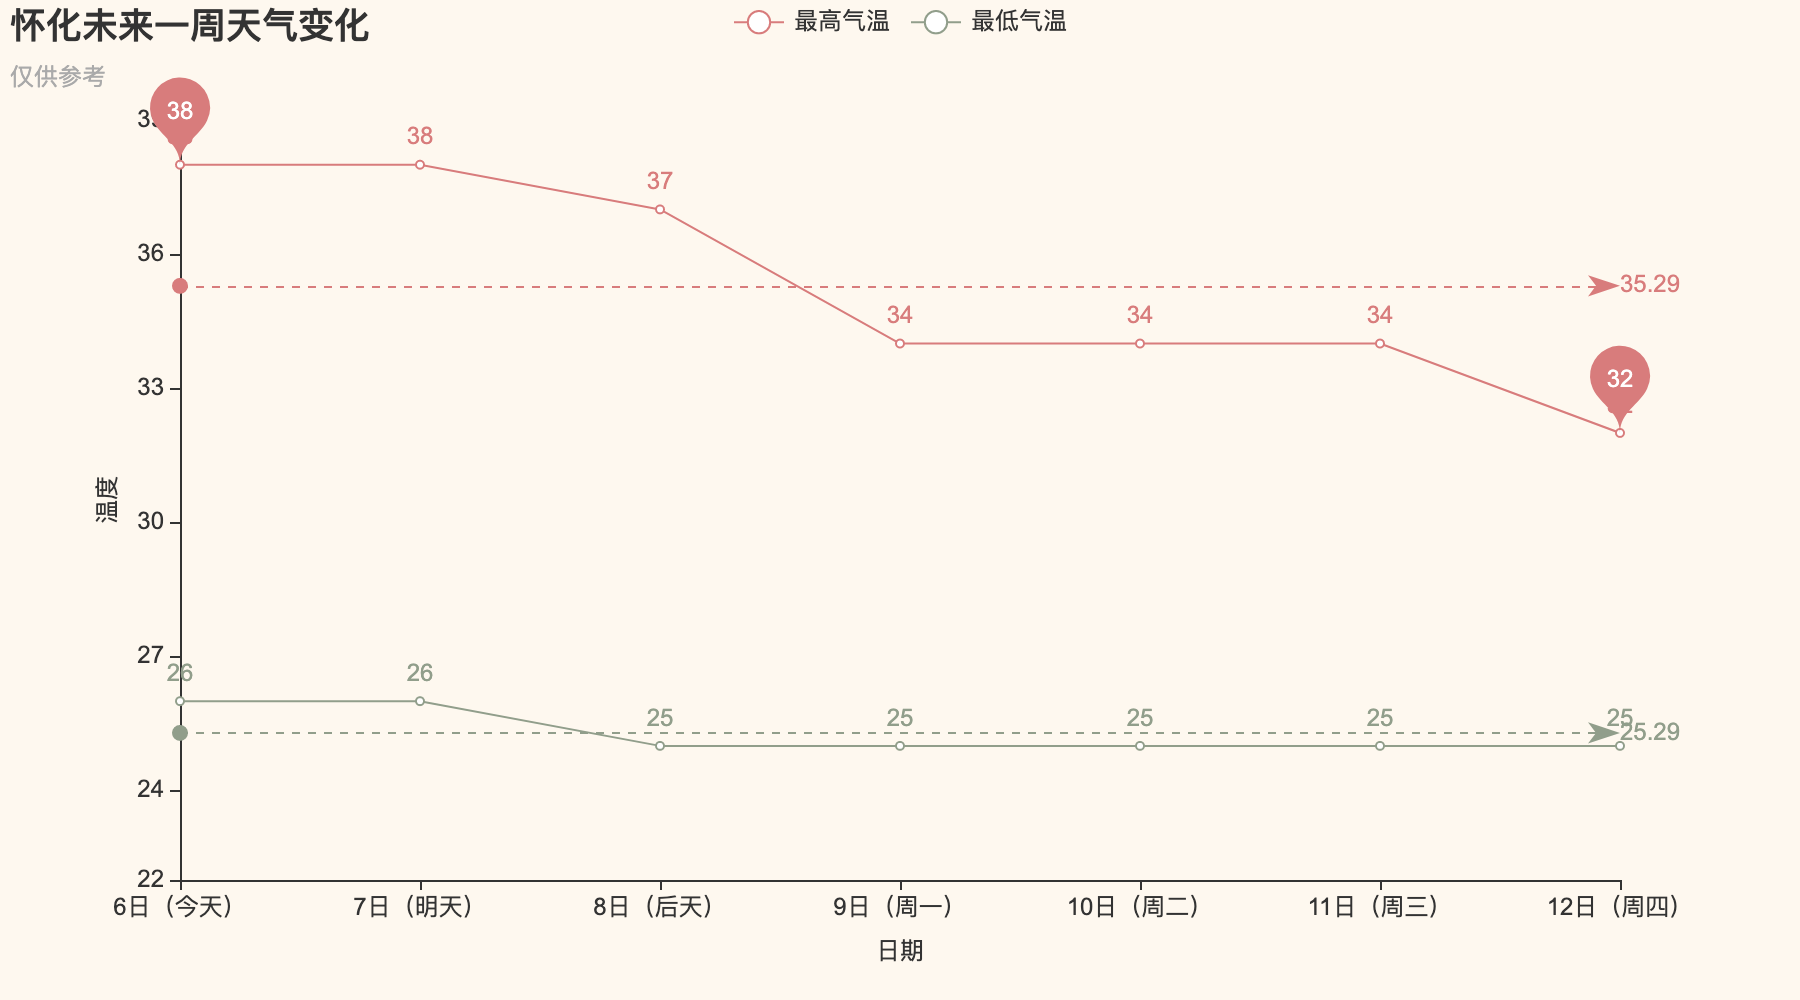 怀化未来一周天气变化
仅供参考
最高气温
最低气温
38
38
37
36
35.29
34
34
34
33
32
温度
30
27
26
26
25
25
25
25
25
25.29
24
22
6日（今天）
7日（明天）
8日（后天）
9日（周一）
10日（周二）
11日（周三）
12日（周四）
日期